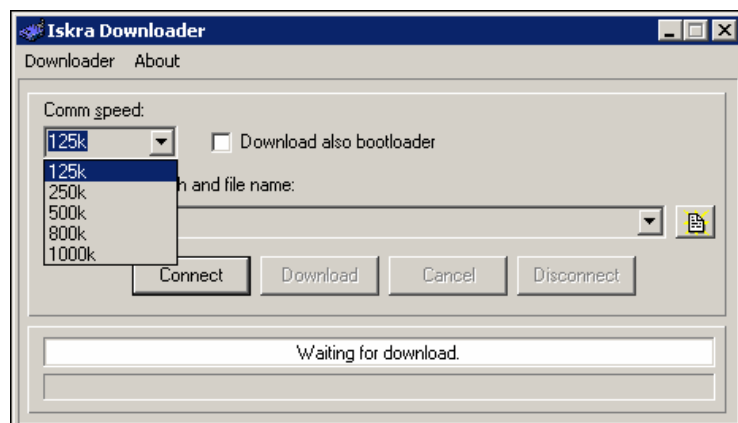 Iskra Downloader
Downloader About
Comm speed:
125k
Download also bootloader
125k
250k
500k
800k
1000k
and file name:
Connect Download Cancel Disconnect
Waiting for download.